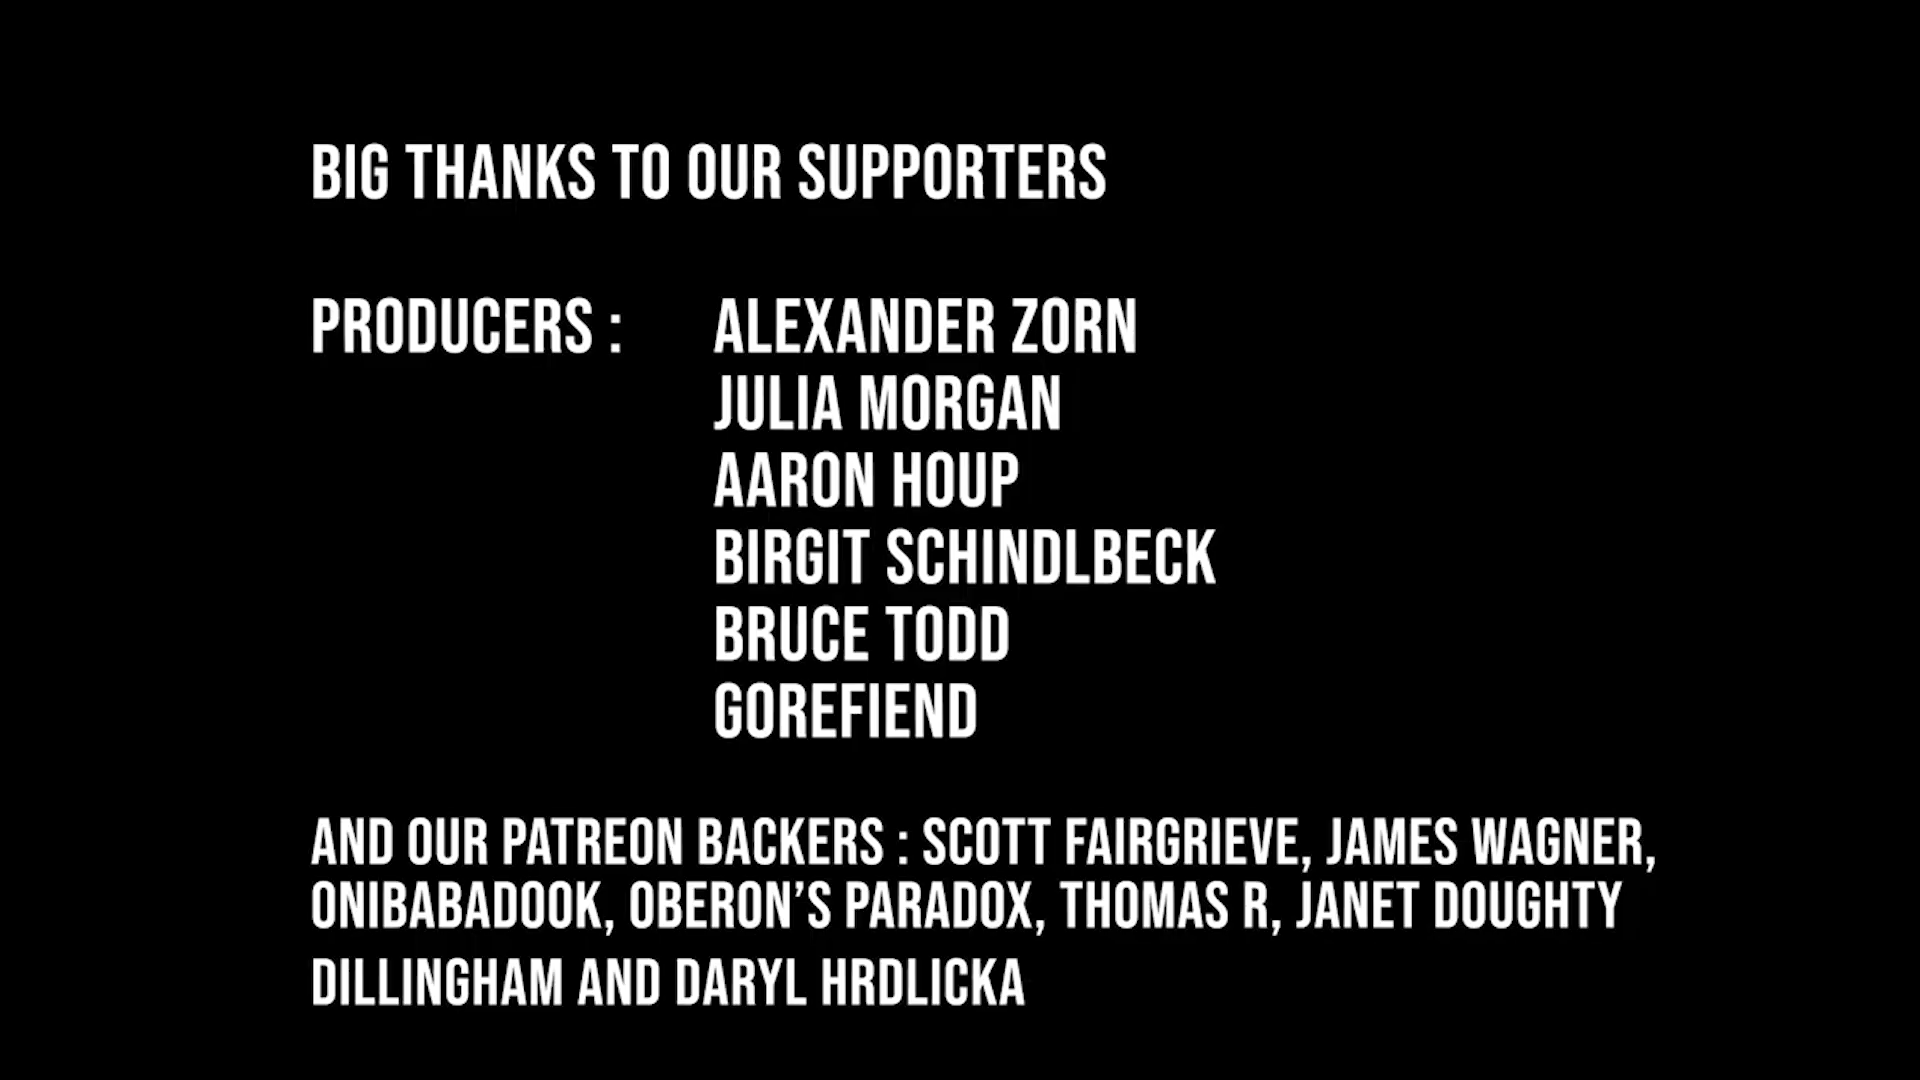 BIG THANKS TO OUR SUPPORTERS
PRODUCERS : ALEXANDER ZORN
JULIA MORGAN
AARON HOUP
BIRGIT SCHINDLBECK
BRUCE TODD
GOREFIEND
AND OUR PATREON BACKERS : SCOTT FAIRGRIEVE, JAMES WAGNER,
ONIBABADOOK, OBERON’S PARADOX, THOMAS R, JANET DOUGHTY
DILLINGHAM AND DARYL HRDLICKA